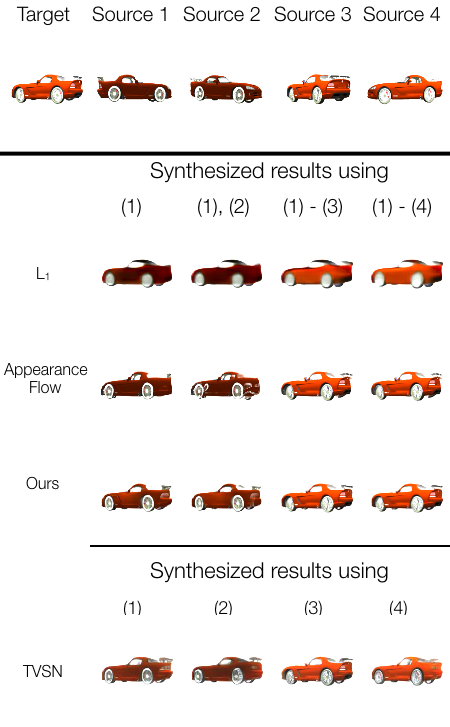 Target Source 1 Source 2 Source 3 Source 4
Synthesized results using
(1) (1), (2) (1) - (3) (1) - (4)
L₁
Appearance
Flow
Ours
Synthesized results using
(1) (2) (3) (4)
TVSN